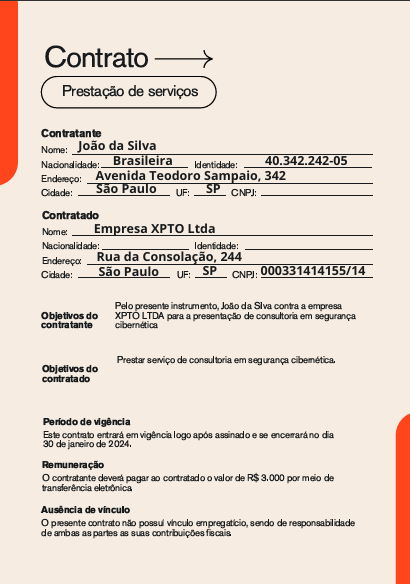 Contrato
Prestação de serviços
Contratante
Nome: João da Silva
Nacionalidade: Brasileira Identidade: 40.342.242-05
Endereço: Avenida Teodoro Sampaio, 342
Cidade: São Paulo UF: SP CNPJ:
Contratado
Nome: Empresa XPTO Ltda
Nacionalidade: Identidade:
Endereço: Rua da Consolação, 244
Cidade: São Paulo UF: SP CNPJ: 000331414155/14
Objetivos do
contratante
Pelo presente instrumento, João da Silva contra a empresa
XPTO LTDA para a presentação de consultoria em segurança
cibernética
Objetivos do
contratado
Prestar serviço de consultoria em segurança cibernética.
Período de vigência
Este contrato entrará em vigência logo após assinado e se encerrará no dia
30 de janeiro de 2024.
Remuneração
O contratante deverá pagar ao contratado o valor de R$ 3.000 por meio de
transferência eletrônica.
Ausência de vínculo
O presente contrato não possui vínculo empregatício, sendo de responsabilidade
de ambas as partes as suas contribuições fiscais.